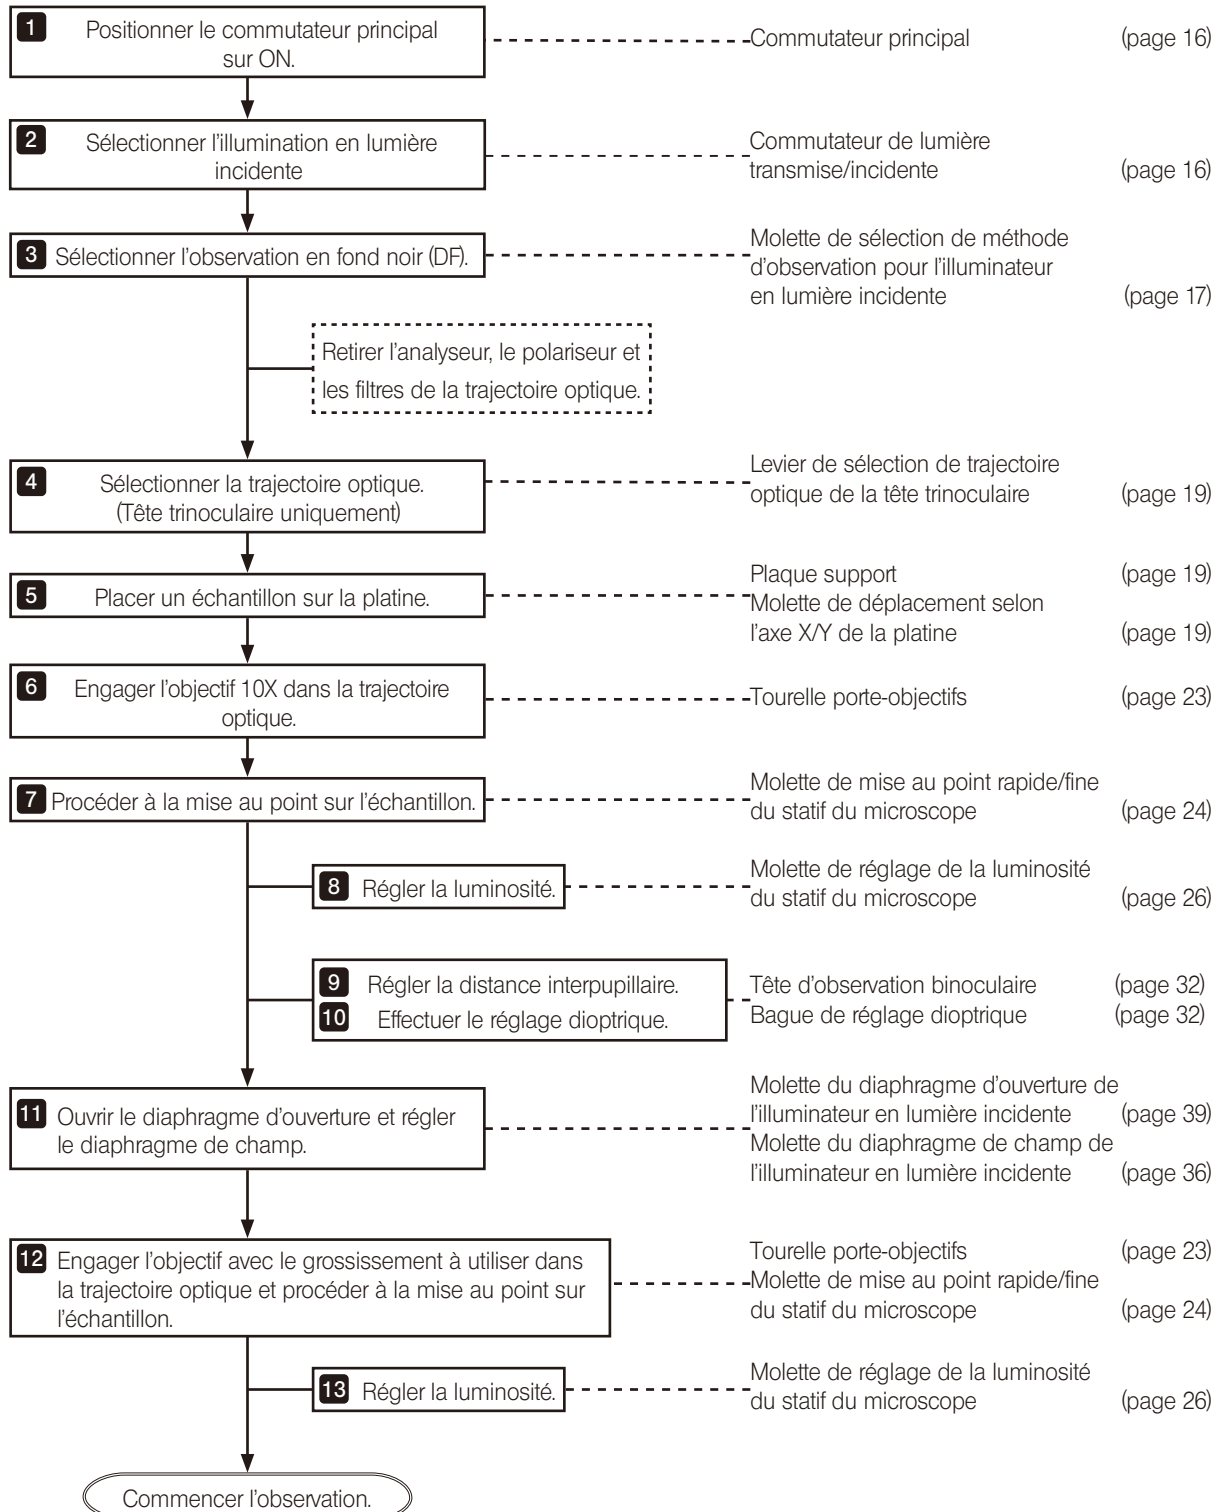 1 Positionner le commutateur principal
sur ON.
Commutateur principal (page 16)
2 Sélectionner l'illumination en lumière
incidente
Commutateur de lumière
transmise/incidente (page 16)
3 Sélectionner l'observation en fond noir (DF).
Molette de sélection de méthode
d'observation pour l'illuminateur
en lumière incidente (page 17)
Retirer l'analyseur, le polariseur et
les filtres de la trajectoire optique.
4 Sélectionner la trajectoire optique.
(Tête trinoculaire uniquement)
Levier de sélection de trajectoire
optique de la tête trinoculaire (page 19)
5 Placer un échantillon sur la platine.
Plaque support (page 19)
Molette de déplacement selon
l'axe X/Y de la platine (page 19)
6 Engager l'objectif 10X dans la trajectoire
optique.
Tourelle porte-objectifs (page 23)
7 Procéder à la mise au point sur l'échantillon.
Molette de mise au point rapide/fine
du statif du microscope (page 24)
8 Régler la luminosité.
Molette de réglage de la luminosité
du statif du microscope (page 26)
9 Régler la distance interpupillaire.
10 Effectuer le réglage dioptrique.
Tête d'observation binoculaire (page 32)
Bague de réglage dioptrique (page 32)
11 Ouvrir le diaphragme d'ouverture et régler
le diaphragme de champ.
Molette du diaphragme d'ouverture de
l'illuminateur en lumière incidente (page 39)
Molette du diaphragme de champ de
l'illuminateur en lumière incidente (page 36)
12 Engager l'objectif avec le grossissement à utiliser dans
la trajectoire optique et procéder à la mise au point sur
l'échantillon.
Tourelle porte-objectifs (page 23)
Molette de mise au point rapide/fine
du statif du microscope (page 24)
13 Régler la luminosité.
Molette de réglage de la luminosité
du statif du microscope (page 26)
Commencer l'observation.